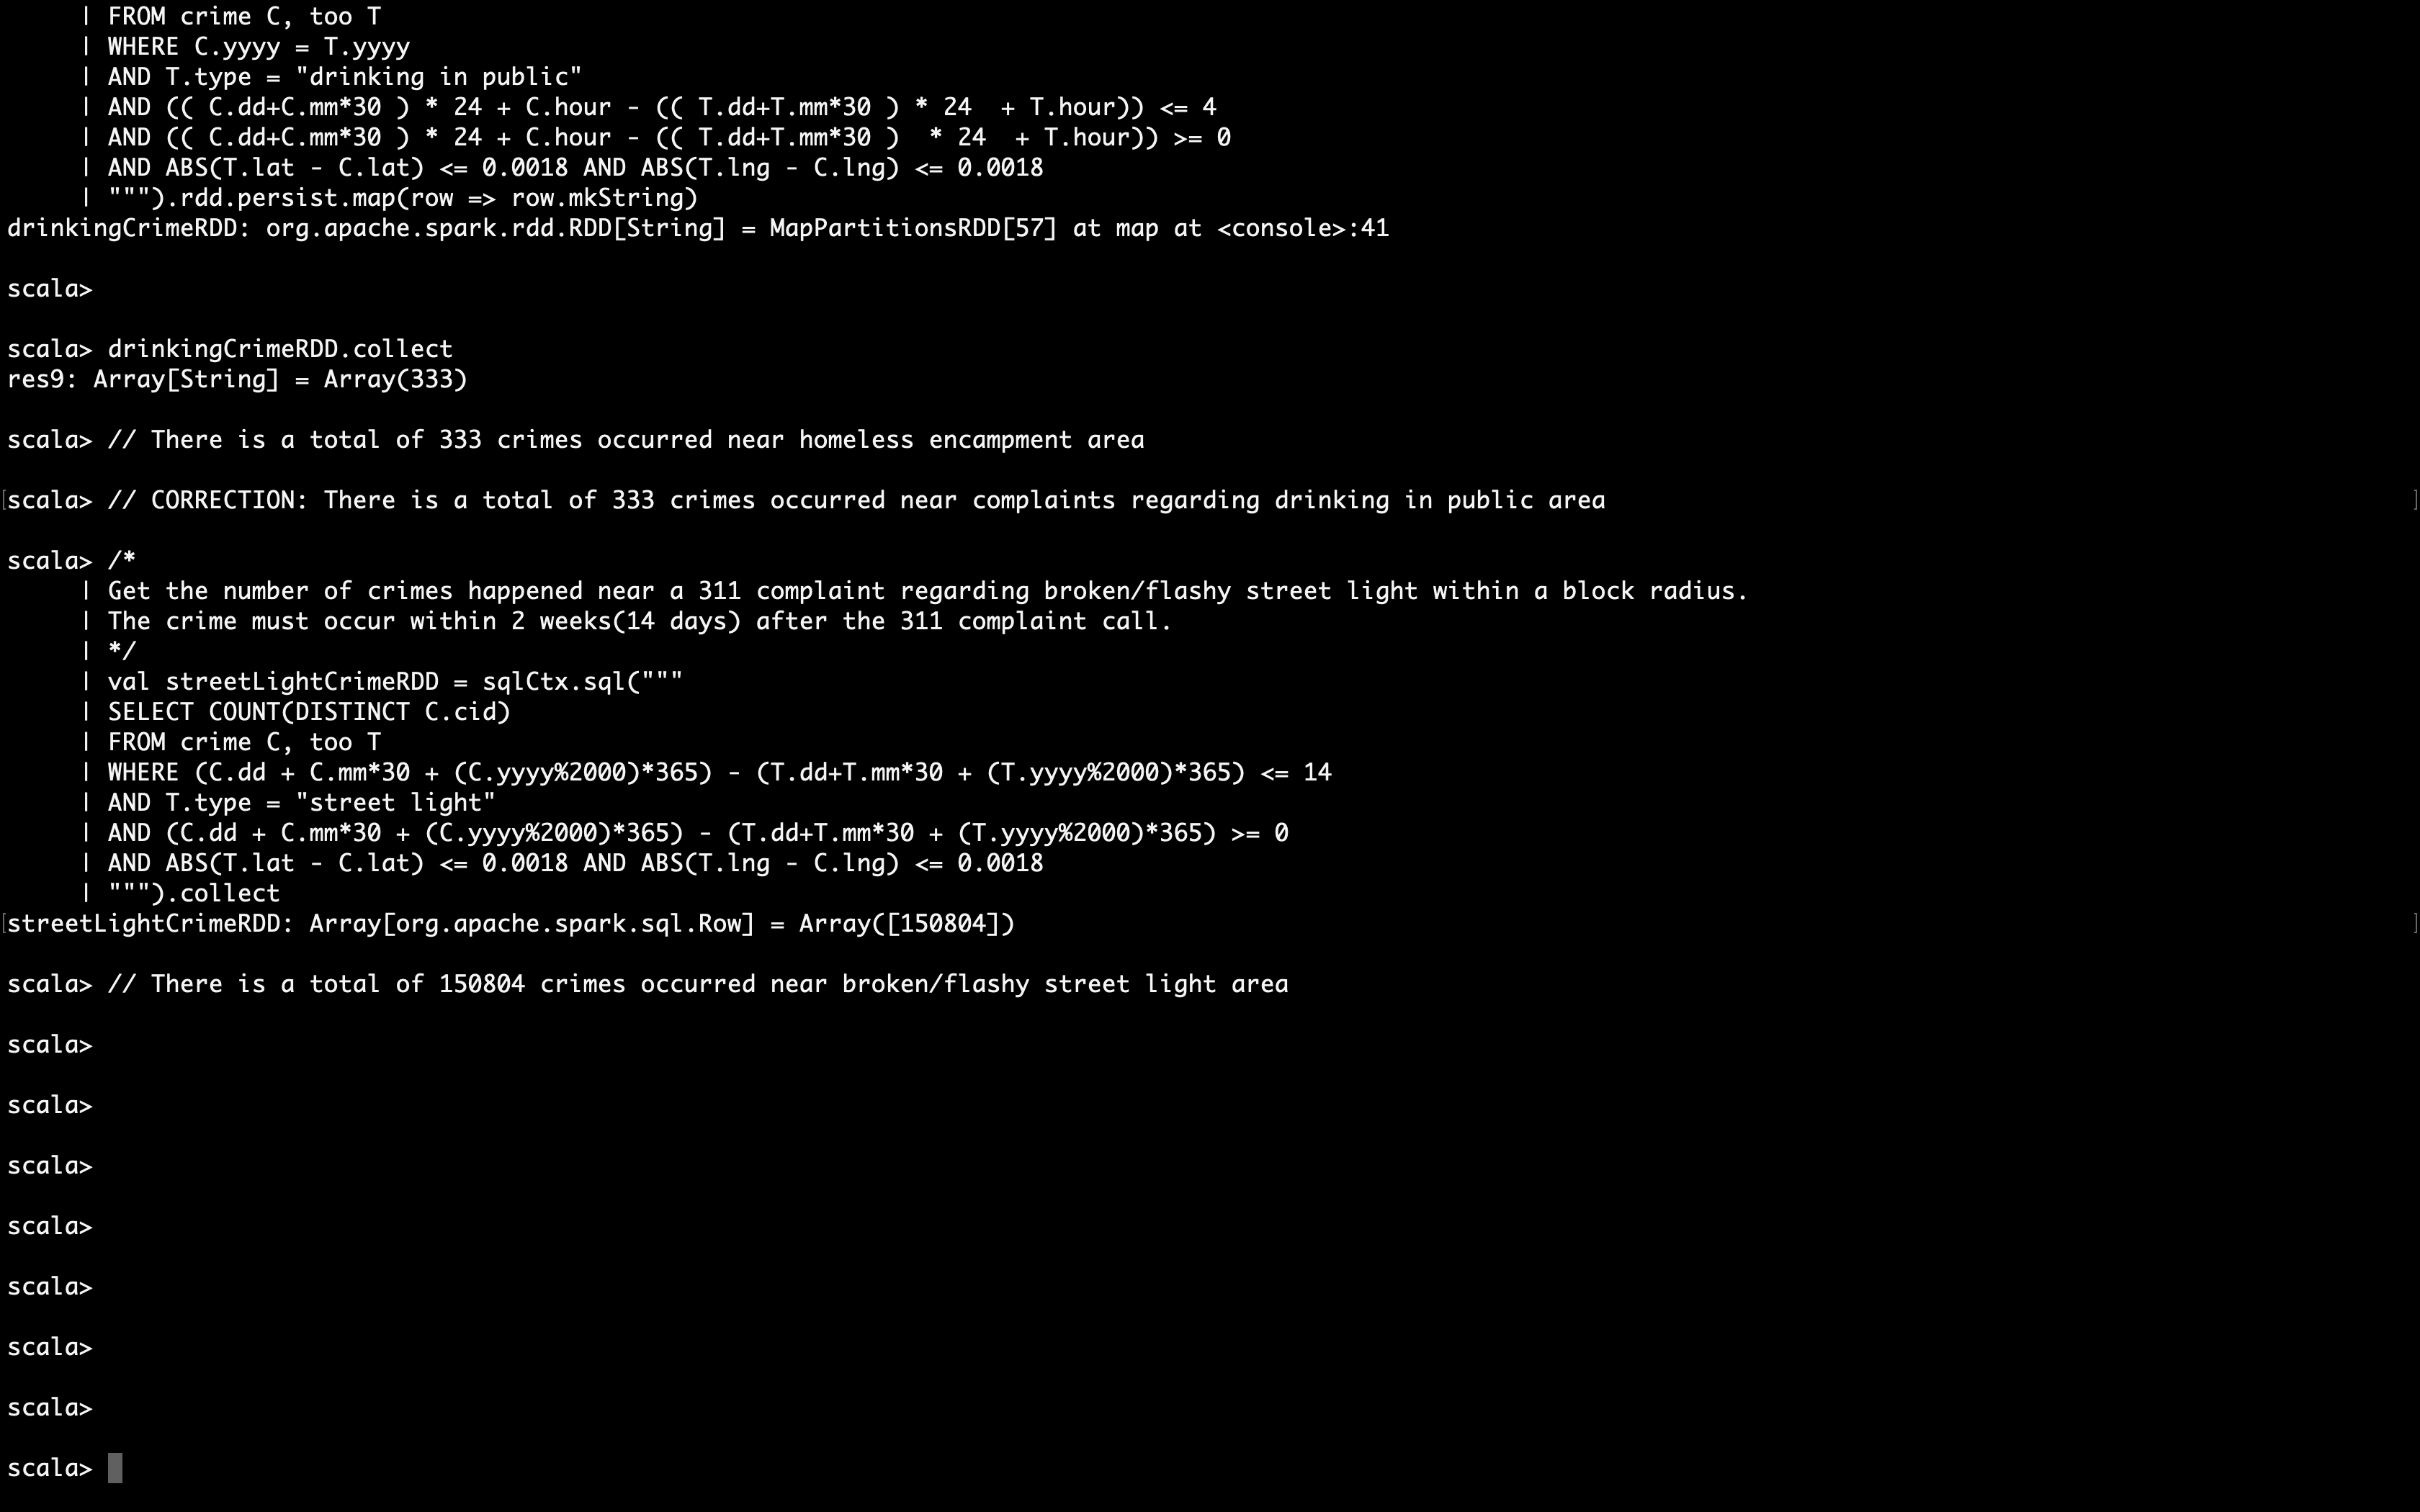 | FROM crime C, too T
| WHERE C.yyyy = T.yyyy
| AND T.type = "drinking in public"
| AND (( C.dd+C.mm*30 ) * 24 + C.hour - (( T.dd+T.mm*30 ) * 24  + T.hour)) <= 4
| AND (( C.dd+C.mm*30 ) * 24 + C.hour - (( T.dd+T.mm*30 )  * 24  + T.hour)) >= 0
| AND ABS(T.lat - C.lat) <= 0.0018 AND ABS(T.lng - C.lng) <= 0.0018
| """).rdd.persist.map(row => row.mkString)
drinkingCrimeRDD: org.apache.spark.rdd.RDD[String] = MapPartitionsRDD[57] at map at <console>:41
scala>
scala> drinkingCrimeRDD.collect
res9: Array[String] = Array(333)
scala> // There is a total of 333 crimes occurred near homeless encampment area
[scala> // CORRECTION: There is a total of 333 crimes occurred near complaints regarding drinking in public area ]
scala> /*
| Get the number of crimes happened near a 311 complaint regarding broken/flashy street light within a block radius.
| The crime must occur within 2 weeks(14 days) after the 311 complaint call.
| */
| val streetLightCrimeRDD = sqlCtx.sql("""
| SELECT COUNT(DISTINCT C.cid)
| FROM crime C, too T
| WHERE (C.dd + C.mm*30 + (C.yyyy%2000)*365) - (T.dd+T.mm*30 + (T.yyyy%2000)*365) <= 14
| AND T.type = "street light"
| AND (C.dd + C.mm*30 + (C.yyyy%2000)*365) - (T.dd+T.mm*30 + (T.yyyy%2000)*365) >= 0
| AND ABS(T.lat - C.lat) <= 0.0018 AND ABS(T.lng - C.lng) <= 0.0018
| """).collect
[streetLightCrimeRDD: Array[org.apache.spark.sql.Row] = Array([150804]) ]
scala> // There is a total of 150804 crimes occurred near broken/flashy street light area
scala>
scala>
scala>
scala>
scala>
scala>
scala>
scala>